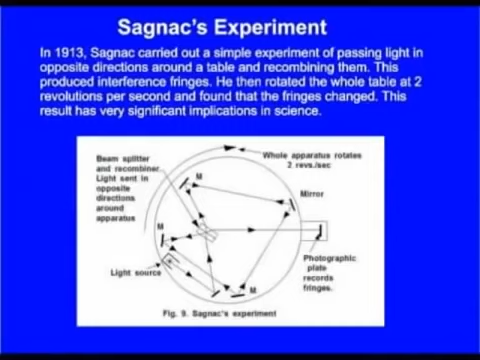 Sagnac's Experiment
In 1913, Sagnac carried out a simple experiment of passing light in
opposite directions around a table and recombining them. This
produced interference fringes. He then rotated the whole table at 2
revolutions per second and found that the fringes changed. This
result has very significant implications in science.
Beam splitter
and recombiner
Light sent in
opposite
directions
around
apparatus
Whole apparatus rotates
2 revs./sec
M
Mirror
M
Light source
M
Photographic
plate
records
fringes.
Fig. 9. Sagnac's experiment